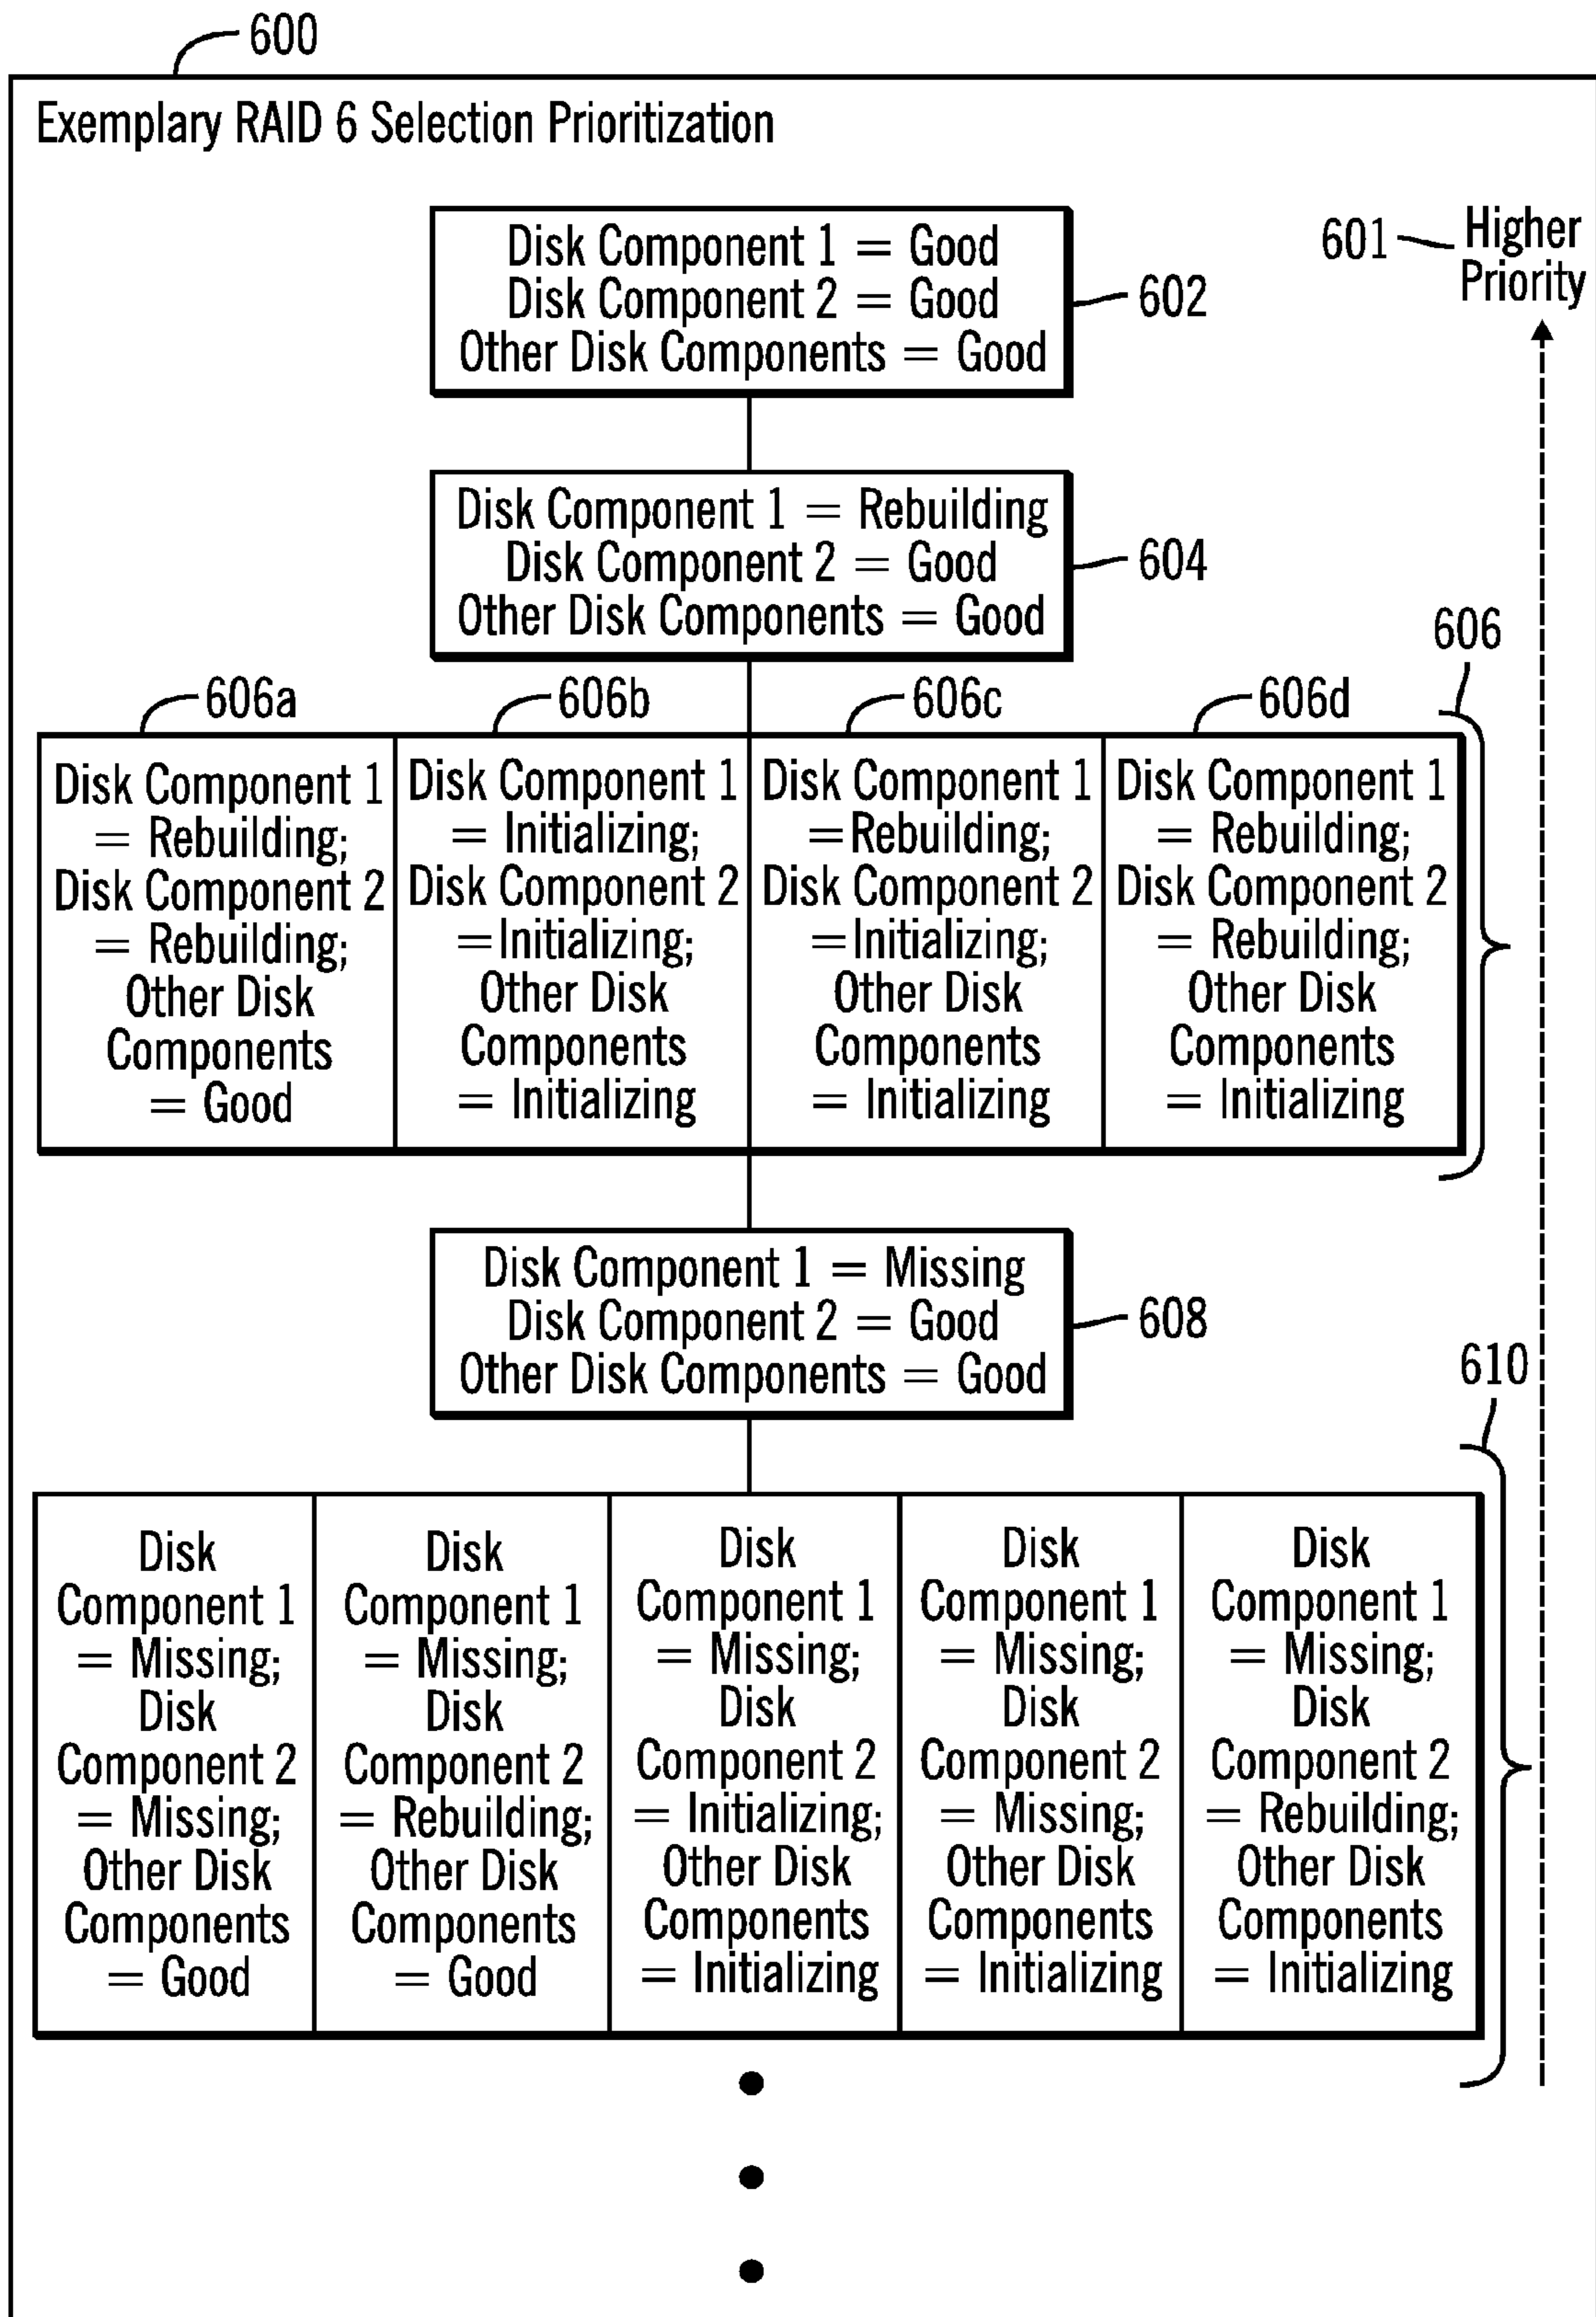 600
Exemplary RAID 6 Selection Prioritization
Disk Component 1 = Good
Disk Component 2 = Good
Other Disk Components = Good
602
601
Higher
Priority
Disk Component 1 = Rebuilding
Disk Component 2 = Good
Other Disk Components = Good
604
606
606a
606b
606c
606d
Disk Component 1
= Rebuilding;
Disk Component 2
= Rebuilding;
Other Disk
Components
= Good
Disk Component 1
= Initializing;
Disk Component 2
=Initializing;
Other Disk
Components
= Initializing
Disk Component 1
=Rebuilding;
Disk Component 2
=Initializing;
Other Disk
Components
= Initializing
Disk Component 1
= Rebuilding;
Disk Component 2
= Rebuilding;
Other Disk
Components
= Initializing
Disk Component 1 = Missing
Disk Component 2 = Good
Other Disk Components = Good
608
610
Disk
Component 1
= Missing;
Disk
Component 2
= Missing;
Other Disk
Components
= Good
Disk
Component 1
= Missing;
Disk
Component 2
= Rebuilding;
Other Disk
Components
= Good
Disk
Component 1
= Missing;
Disk
Component 2
= Initializing;
Other Disk
Components
= Initializing
Disk
Component 1
= Missing;
Disk
Component 2
= Missing;
Other Disk
Components
= Initializing
Disk
Component 1
= Missing;
Disk
Component 2
= Rebuilding;
Other Disk
Components
= Initializing